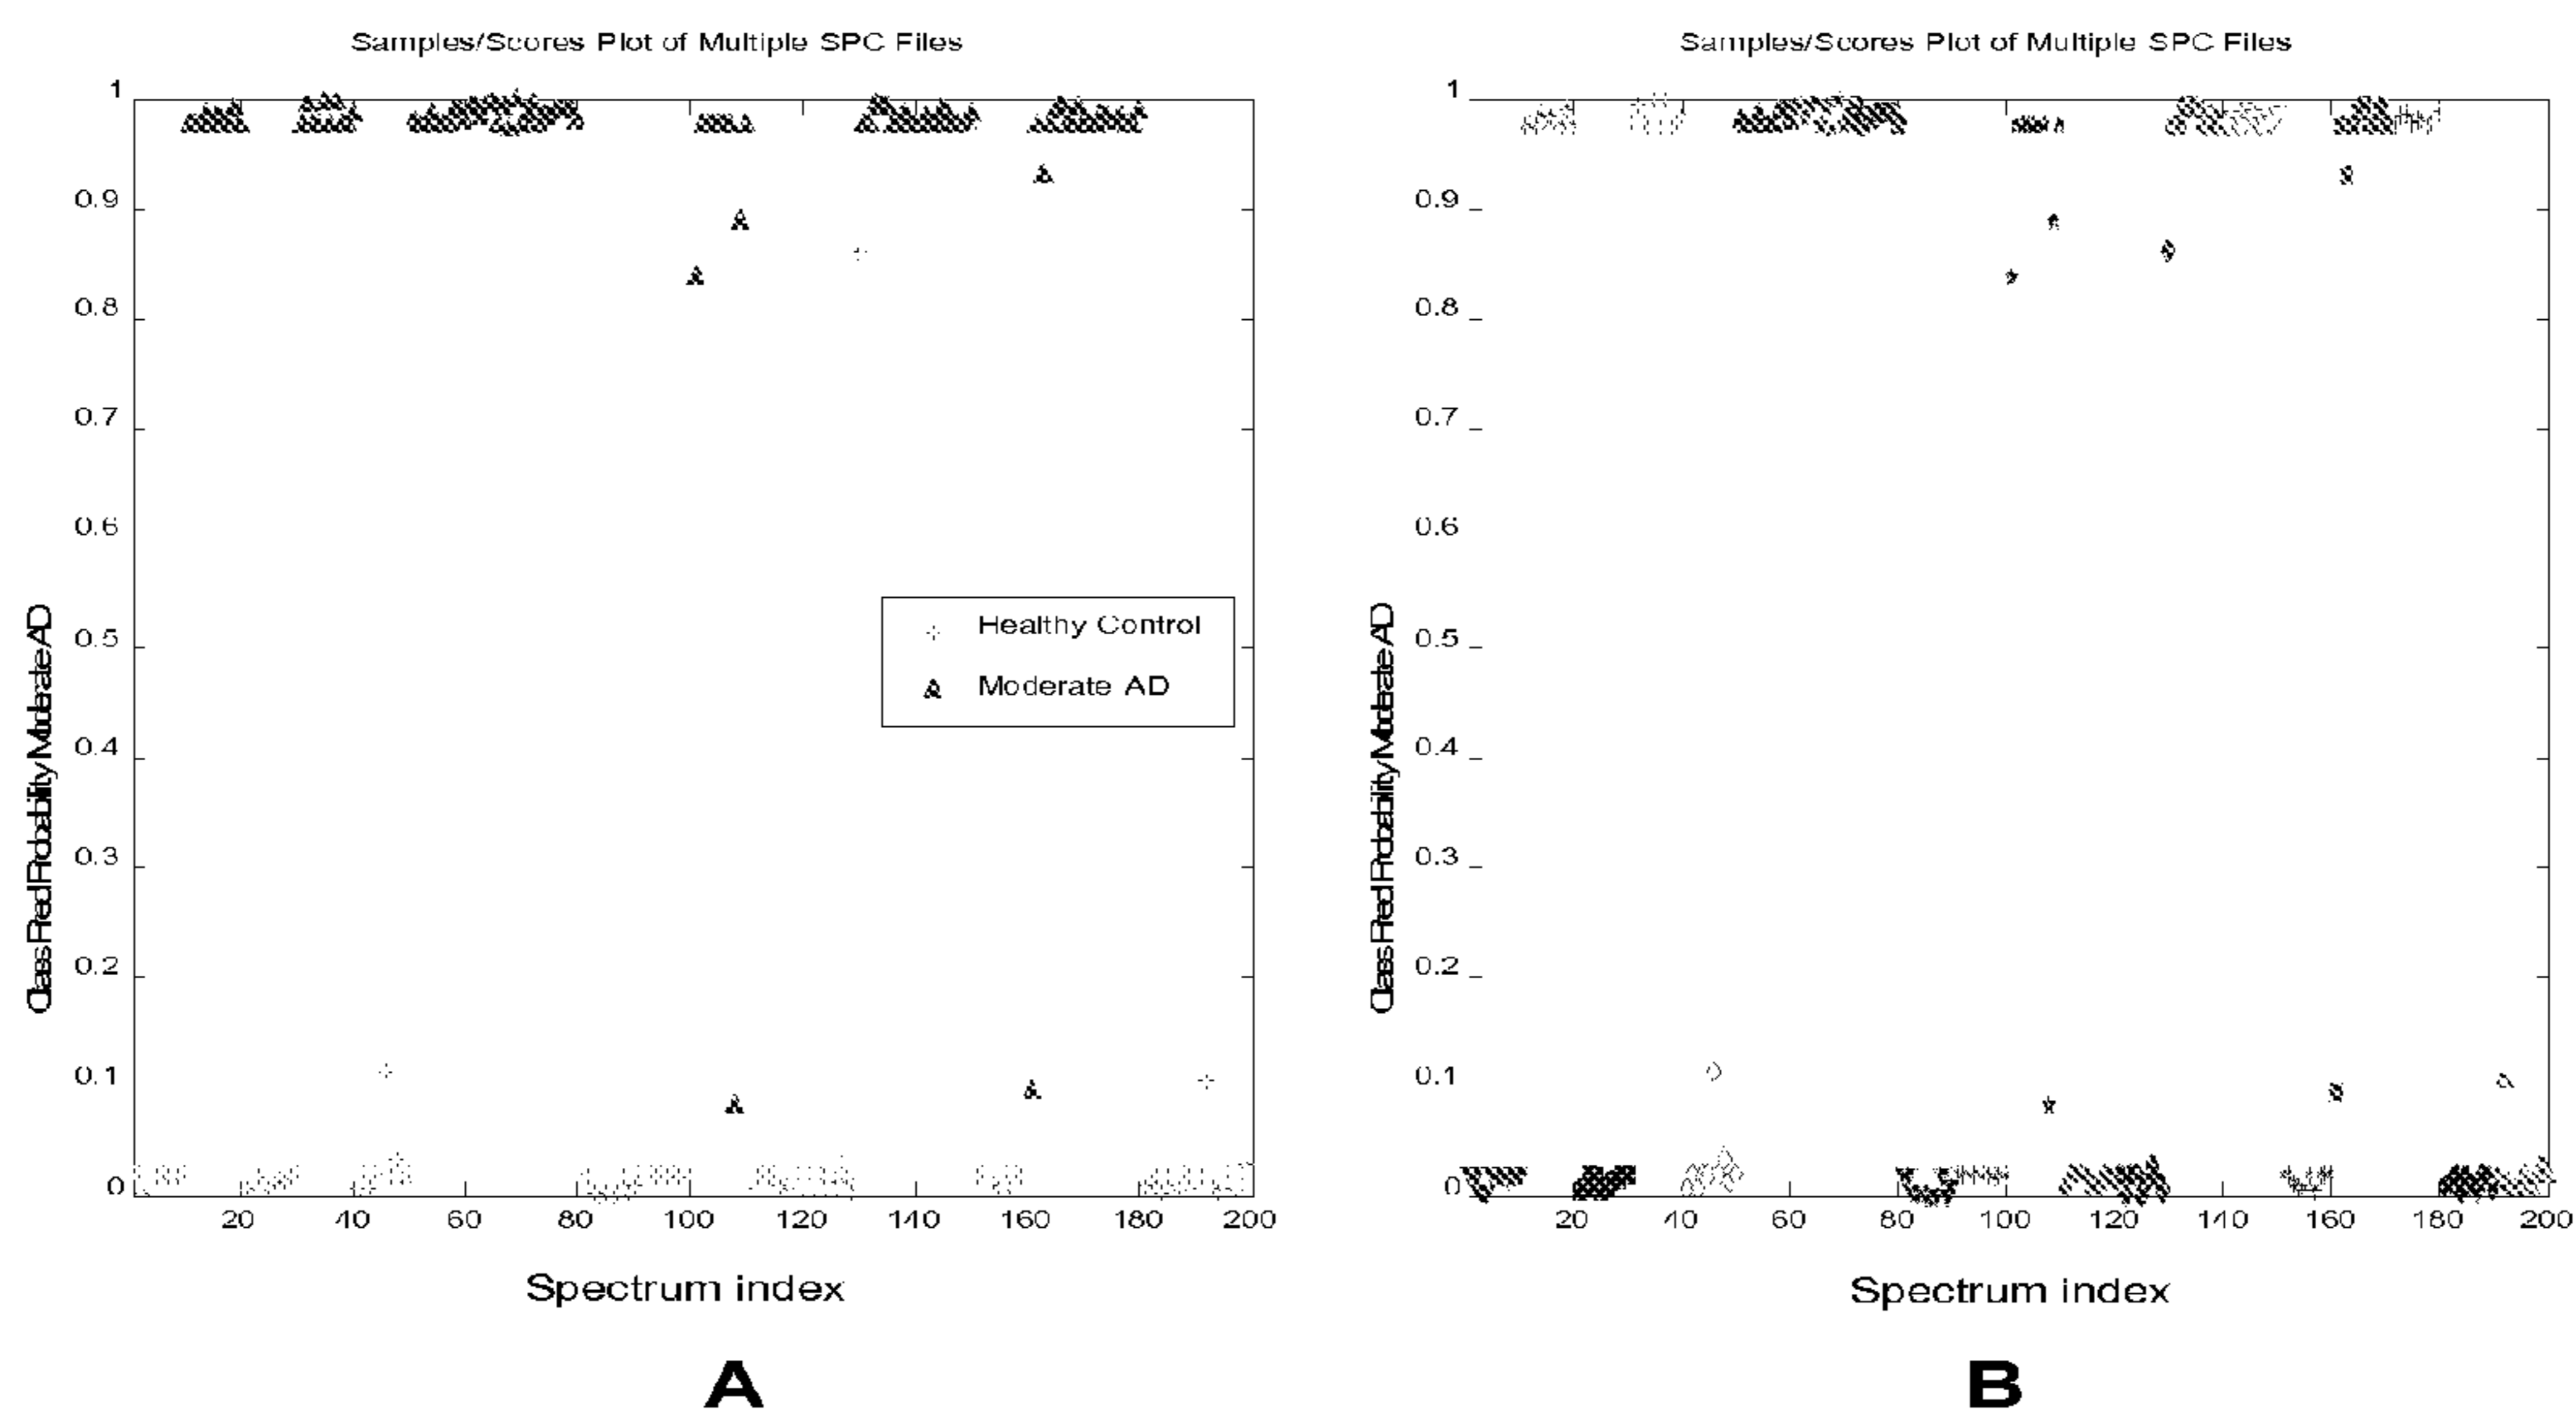 Samples/Scores Plot of Multiple SPC Files
1
0.9
0.8
0.7
0.6
0.5
0.4
0.3
0.2
0.1
0
Class Pred Probability Moderate AD
Healthy Control
Moderate AD
20 40 60 80 100 120 140 160 180 200
Spectrum index
A
Samples/Scores Plot of Multiple SPC Files
1
0.9
0.8
0.7
0.6
0.5
0.4
0.3
0.2
0.1
0
Class Pred Probability Moderate AD
20 40 60 80 100 120 140 160 180 200
Spectrum index
B